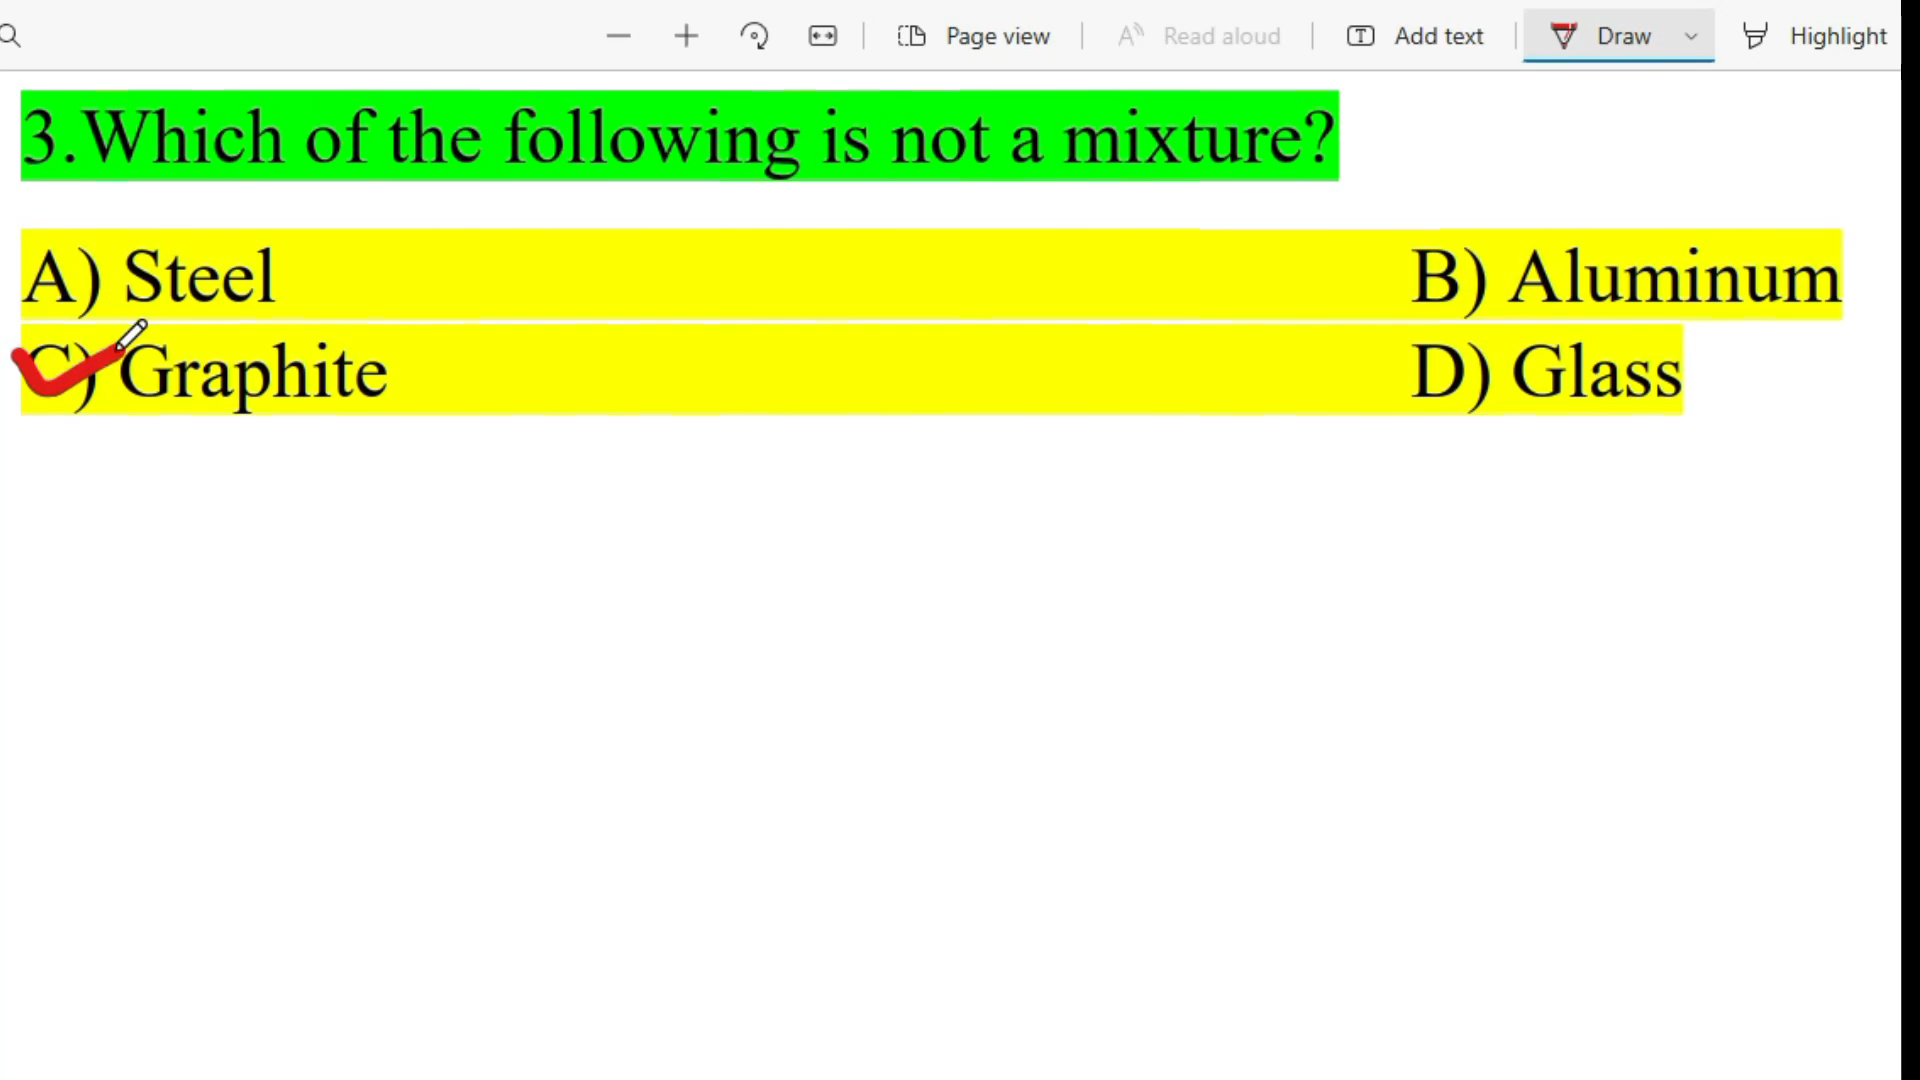 Page view Read aloud Add text Draw Highlight
3.Which of the following is not a mixture?
A) Steel B) Aluminum
C) Graphite D) Glass